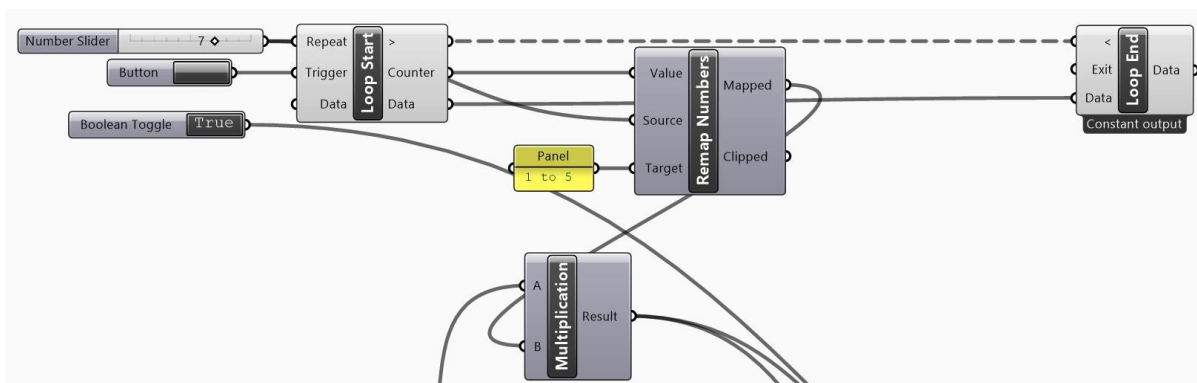 Number Slider
7
Button
Boolean Toggle
True
Repeat
Trigger
Data
Loop Start
>
Counter
Data
Panel
1 to 5
Value
Source
Target
Remap Numbers
Mapped
Clipped
<
Exit
Data
Loop End
Data
Constant output
A
B
Multiplication
Result